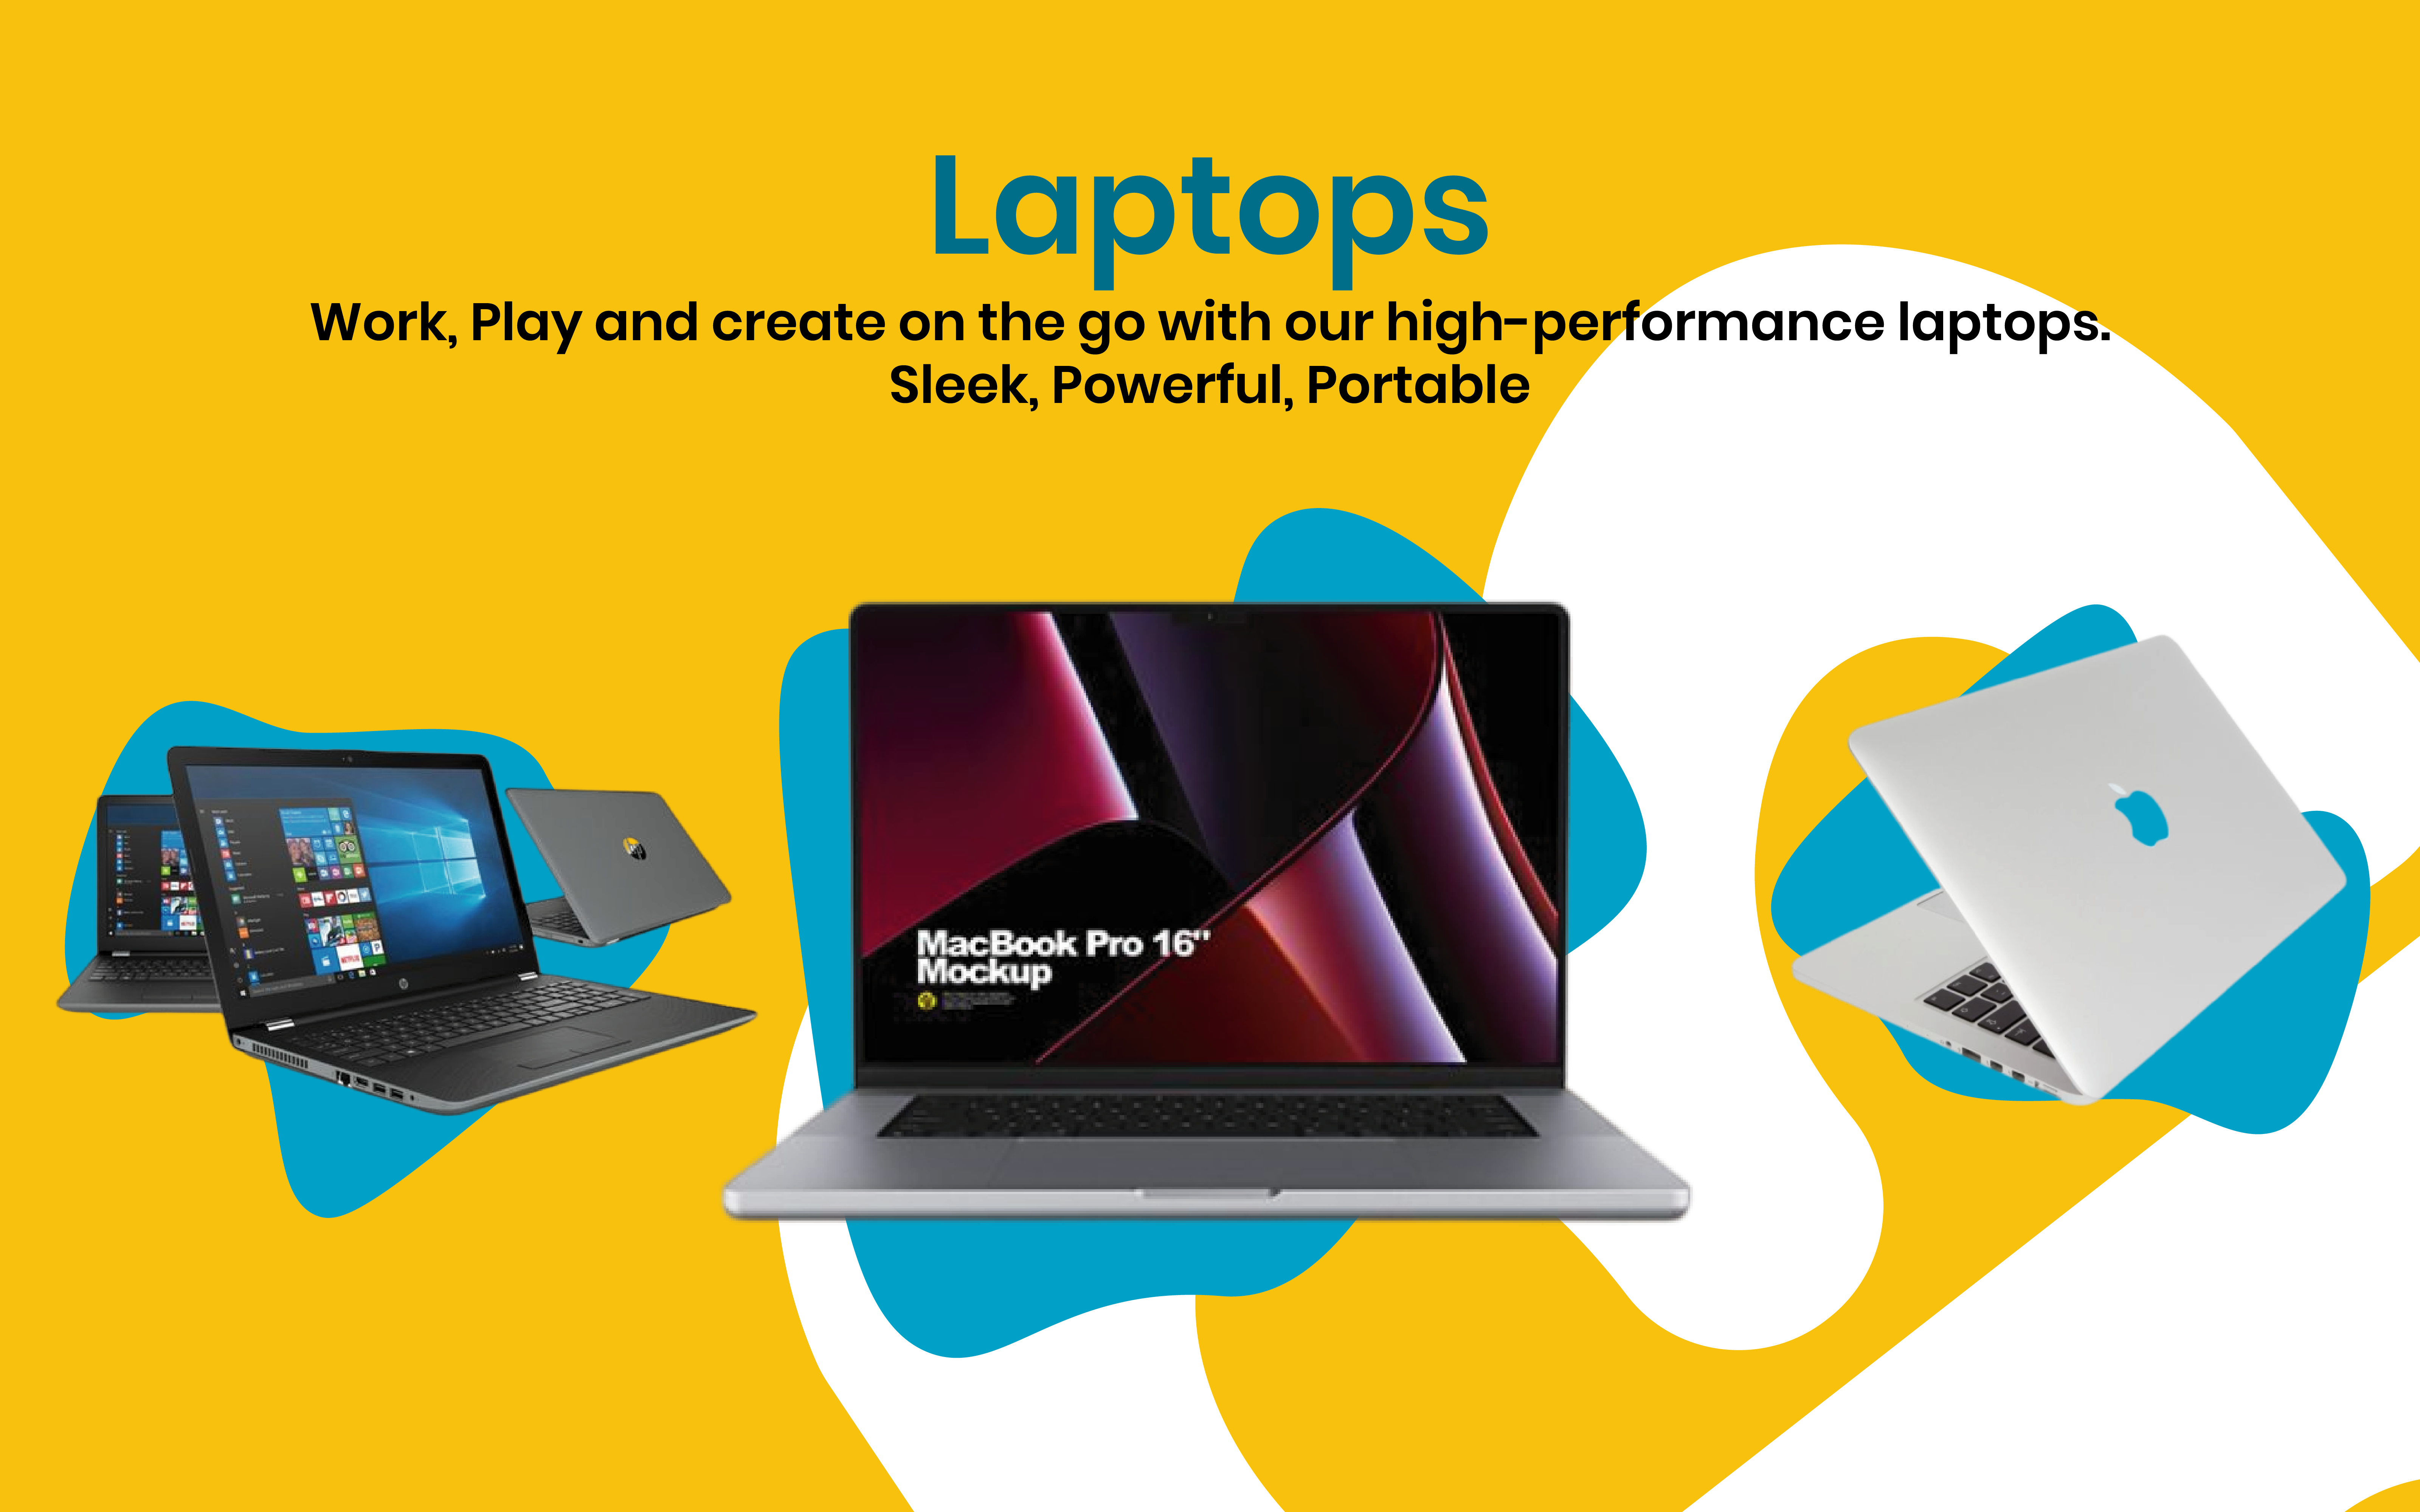 Laptops
Work, Play and create on the go with our high-performance laptops.
Sleek, Powerful, Portable
MacBook Pro 16"
Mockup